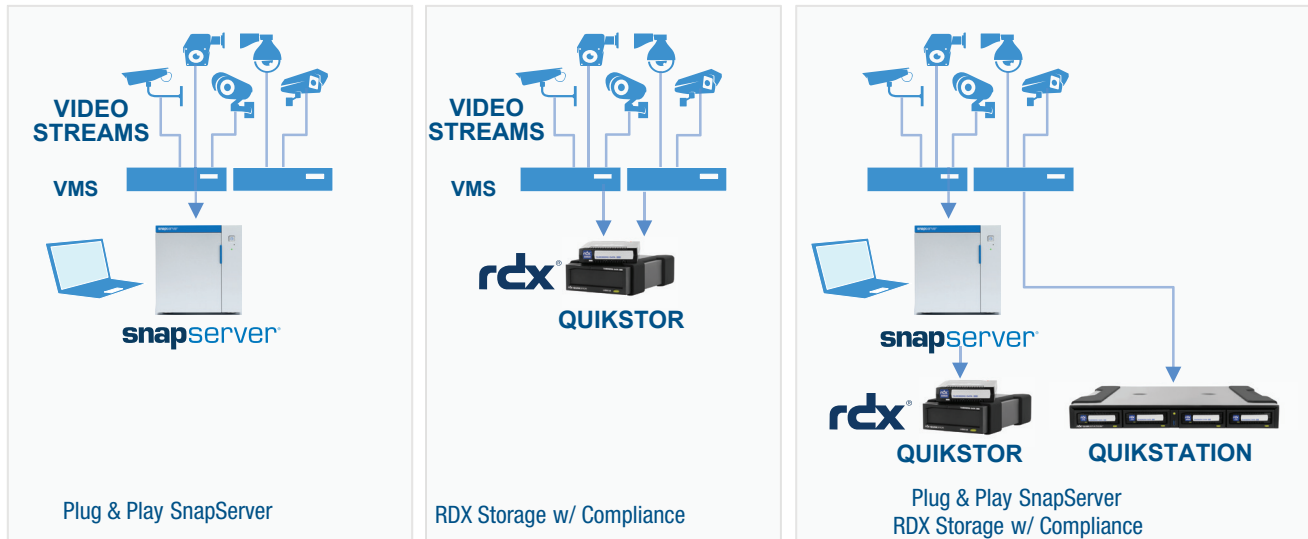 VIDEO
STREAMS
VMS
snapserver®
Plug & Play SnapServer
VIDEO
STREAMS
VMS
rdx®
QUIKSTOR
RDX Storage w/ Compliance
snapserver®
rdx®
QUIKSTOR
QUIKSTATION
Plug & Play SnapServer
RDX Storage w/ Compliance